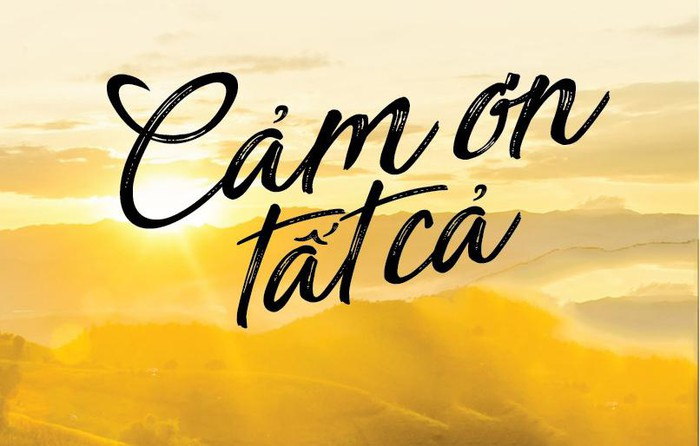 Cảm ơn
tất cả